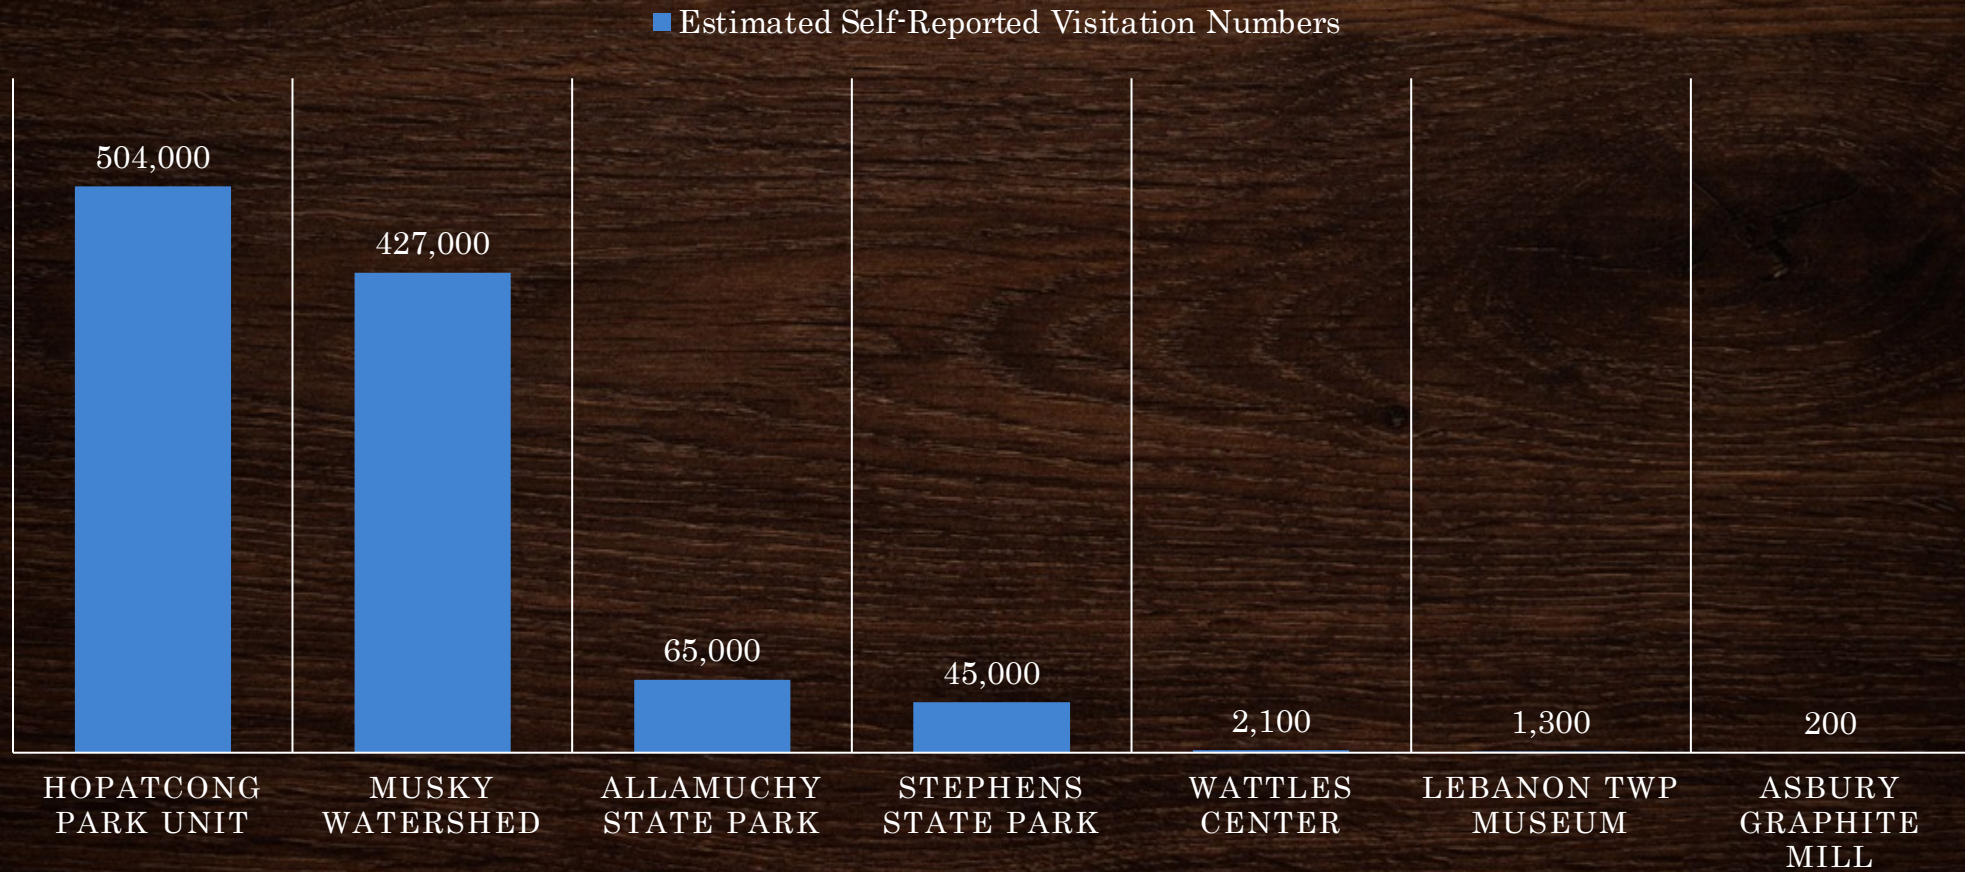 Estimated Self-Reported Visitation Numbers
504,000
427,000
65,000
45,000
2,100
1,300
200
HOPATCONG
PARK UNIT
MUSKY
WATERSHED
ALLAMUCHY
STATE PARK
STEPHENS
STATE PARK
WATTLES
CENTER
LEBANON TWP
MUSEUM
ASBURY
GRAPHITE
MILL